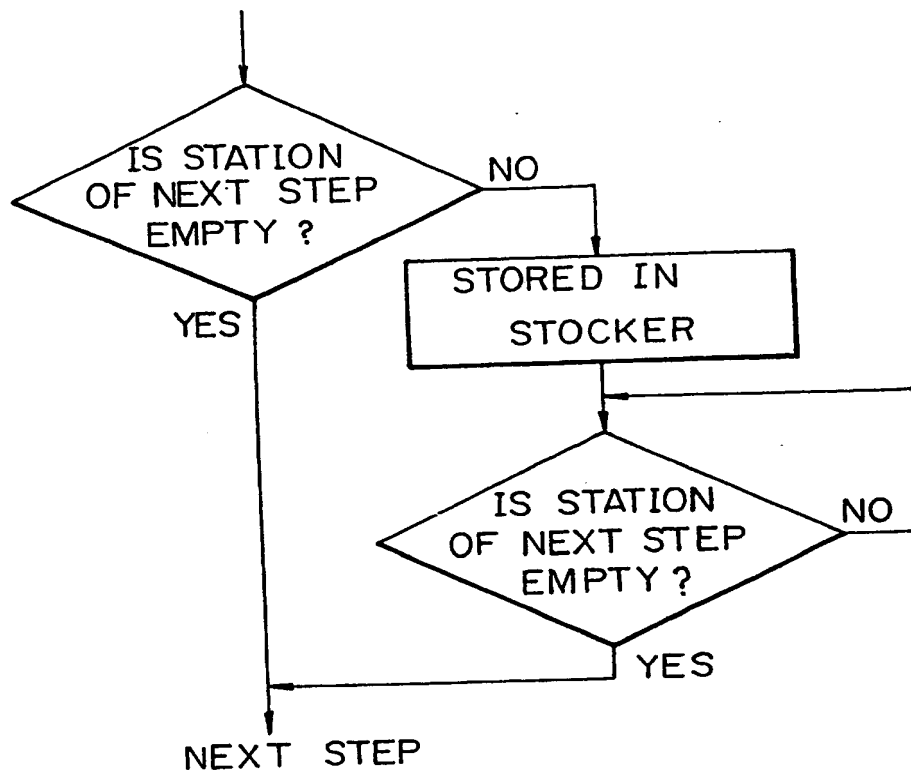 IS STATION
OF NEXT STEP
EMPTY ?
NO
YES
STORED IN
STOCKER
IS STATION
OF NEXT STEP
EMPTY ?
NO
YES
NEXT STEP